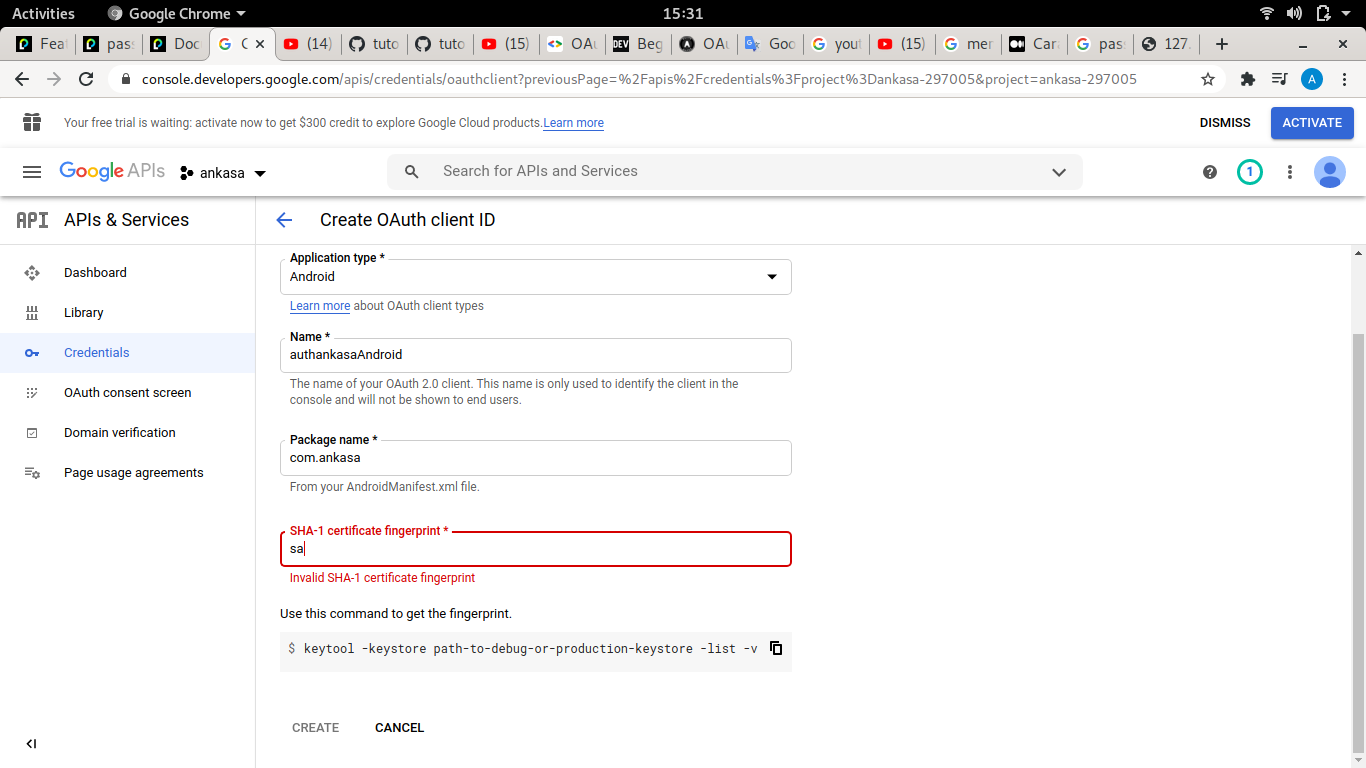 Activities Google Chrome 15:31
Feat pass Doc C (14) tuto tuto (15) OAu Beg OAu Goo yout (15) mer Cara pass 127.
console.developers.google.com/apis/credentials/oauthclient?previousPage=%2Fapis%2Fcredentials%3Fproject%3Dankasa-297005&project=ankasa-297005 A
Your free trial is waiting: activate now to get $300 credit to explore Google Cloud products. Learn more DISMISS ACTIVATE
Google APIs ankasa Search for APIs and Services 1
API APIs & Services Create OAuth client ID
Dashboard
Library
Credentials
OAuth consent screen
Domain verification
Page usage agreements
Application type *
Android
Learn more about OAuth client types
Name *
authankasaAndroid
The name of your OAuth 2.0 client. This name is only used to identify the client in the
console and will not be shown to end users.
Package name *
com.ankasa
From your AndroidManifest.xml file.
SHA-1 certificate fingerprint *
sa
Invalid SHA-1 certificate fingerprint
Use this command to get the fingerprint.
$ keytool -keystore path-to-debug-or-production-keystore -list -v
CREATE CANCEL